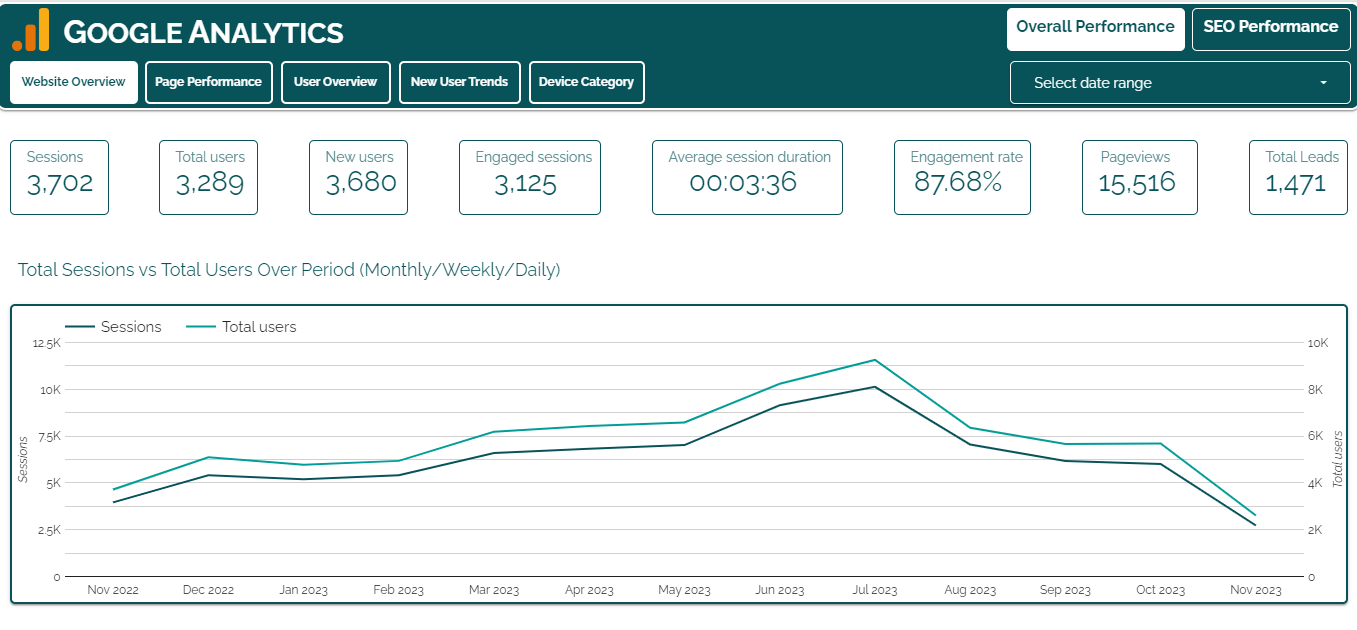 GOOGLE ANALYTICS
Overall Performance
SEO Performance
Website Overview
Page Performance
User Overview
New User Trends
Device Category
Select date range
Sessions
3,702
Total users
3,289
New users
3,680
Engaged sessions
3,125
Average session duration
00:03:36
Engagement rate
87.68%
Pageviews
15,516
Total Leads
1,471
Total Sessions vs Total Users Over Period (Monthly/Weekly/Daily)
Sessions
Total users
12.5K
10K
7.5K
5K
2.5K
0
Sessions
10K
8K
6K
4K
2K
0
Total users
Nov 2022
Dec 2022
Jan 2023
Feb 2023
Mar 2023
Apr 2023
May 2023
Jun 2023
Jul 2023
Aug 2023
Sep 2023
Oct 2023
Nov 2023